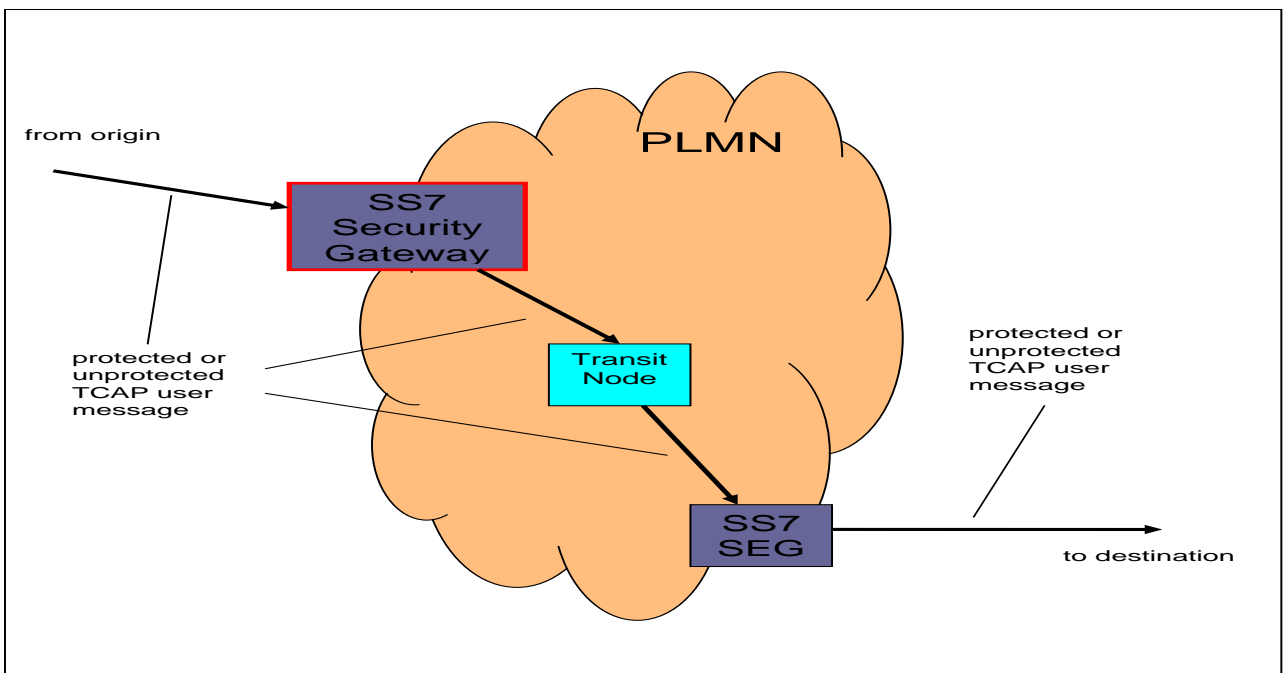 from origin
PLMN
SS7
Security
Gateway
protected or
unprotected
TCAP user
message
Transit
Node
protected or
unprotected
TCAP user
message
SS7
SEG
to destination